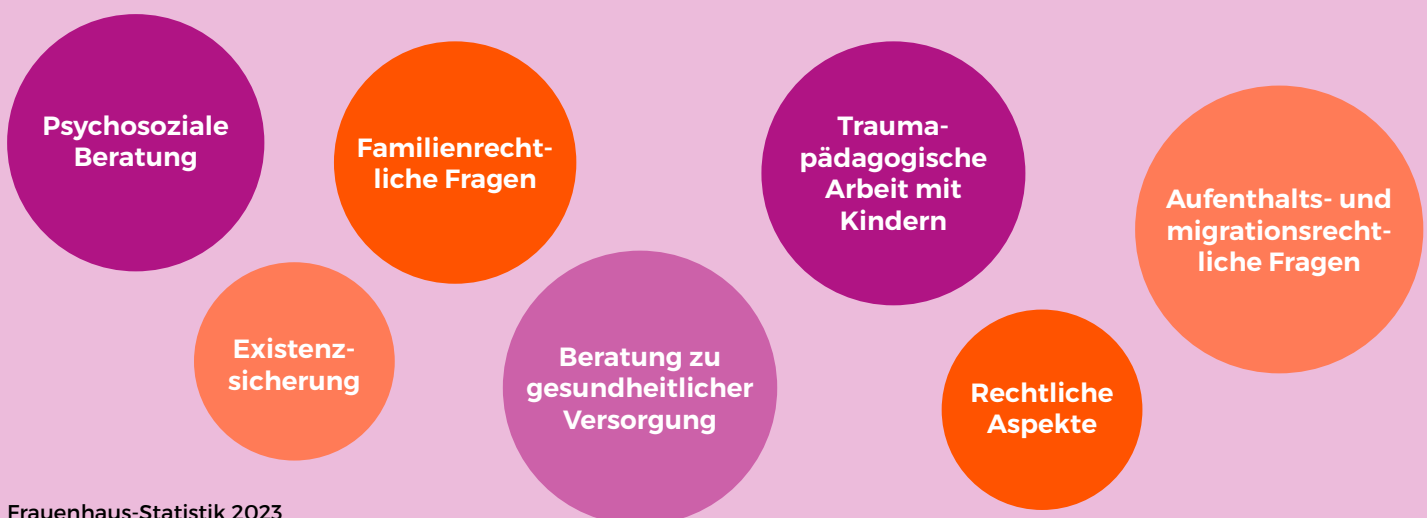 Psychosoziale
Beratung
Familienrecht-
liche Fragen
Trauma-
pädagogische
Arbeit mit
Kindern
Aufenthalts- und
migrationsrecht-
liche Fragen
Existenz-
sicherung
Beratung zu
gesundheitlicher
Versorgung
Rechtliche
Aspekte
Frauenhaus-Statistik 2023